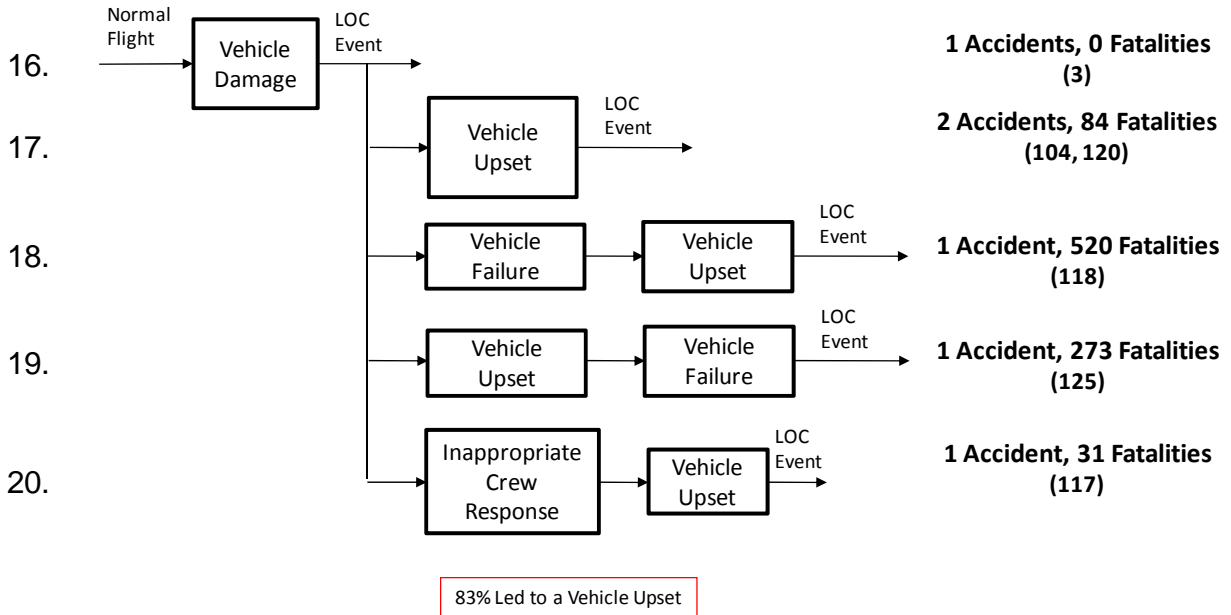 Normal
Flight
Vehicle
Damage
LOC
Event
16.
1 Accidents, 0 Fatalities
(3)
17.
Vehicle
Upset
LOC
Event
2 Accidents, 84 Fatalities
(104, 120)
18.
Vehicle
Failure
Vehicle
Upset
LOC
Event
1 Accident, 520 Fatalities
(118)
19.
Vehicle
Upset
Vehicle
Failure
LOC
Event
1 Accident, 273 Fatalities
(125)
20.
Inappropriate
Crew
Response
Vehicle
Upset
LOC
Event
1 Accident, 31 Fatalities
(117)
83% Led to a Vehicle Upset